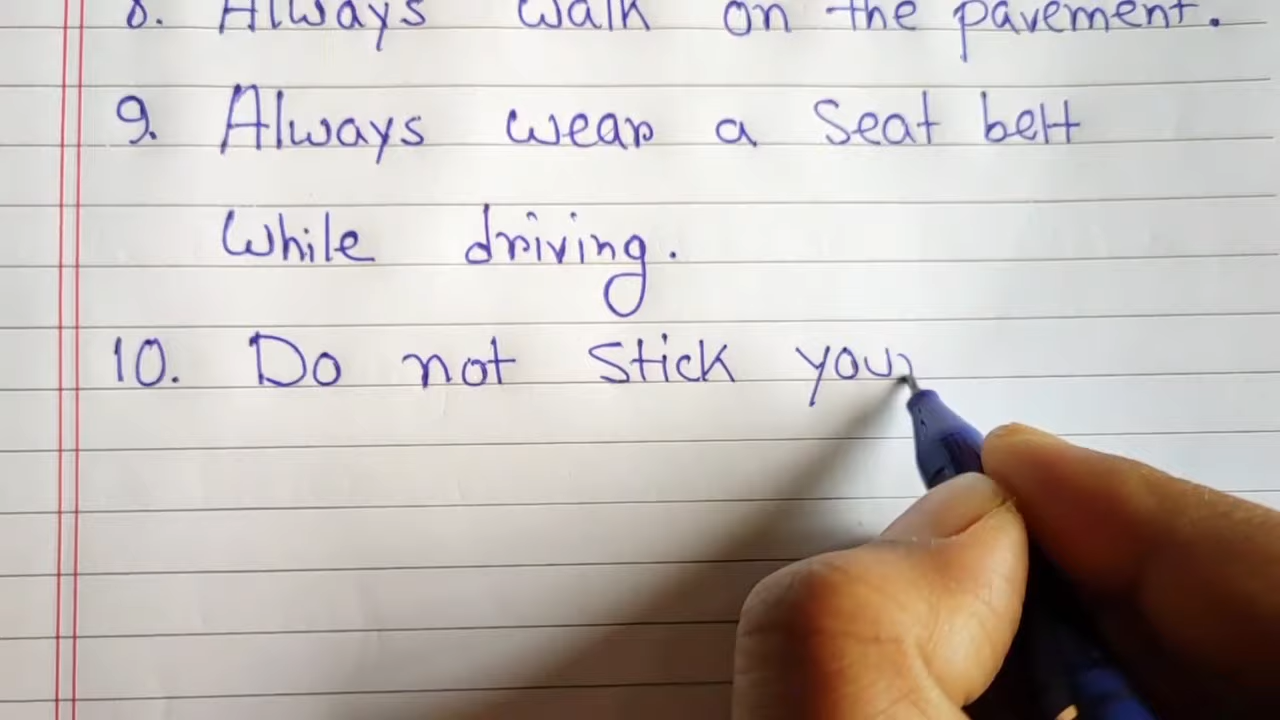 8. Always walk on the pavement.
9. Always wear a Seat belt
While driving.
10. Do not Stick you